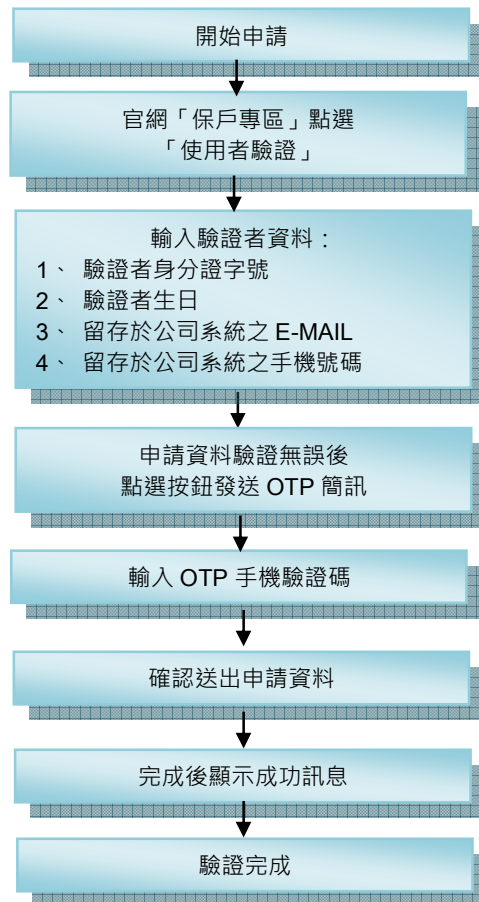 開始申請
官網「保戶專區」點選
「使用者驗證」
輸入驗證者資料：
1、 驗證者身分證字號
2、 驗證者生日
3、 留存於公司系統之 E-MAIL
4、 留存於公司系統之手機號碼
申請資料驗證無誤後
點選按鈕發送 OTP 簡訊
輸入 OTP 手機驗證碼
確認送出申請資料
完成後顯示成功訊息
驗證完成